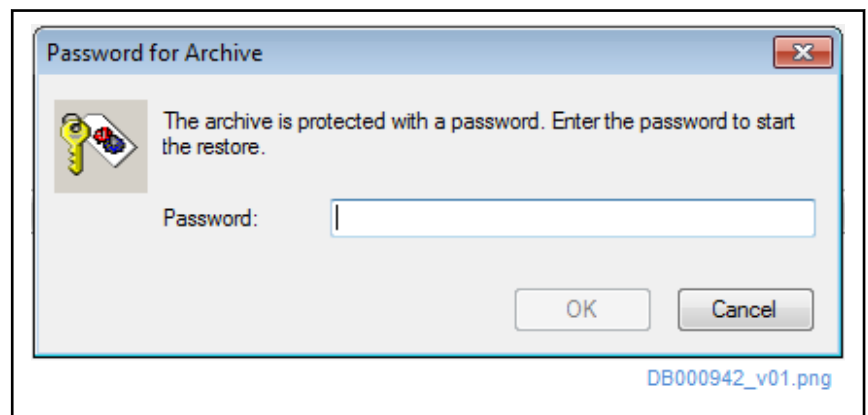 Password for Archive
The archive is protected with a password. Enter the password to start
the restore.
Password:
OK
Cancel
DB000942_v01.png